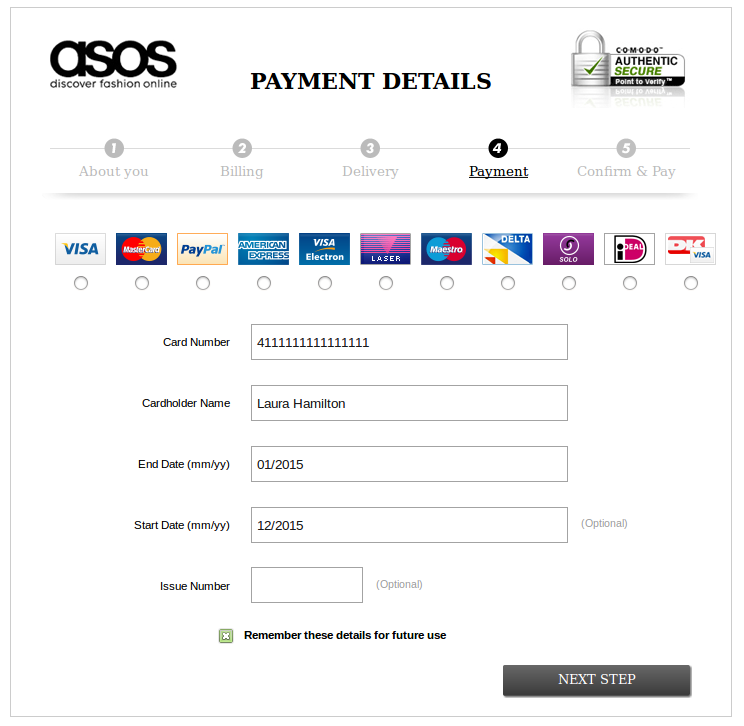 asos
discover fashion online
PAYMENT DETAILS
C·O·M·O·D·O™
AUTHENTIC
SECURE
Point to Verify™
1 2 3 4 5
About you Billing Delivery Payment Confirm & Pay
VISA MasterCard PayPal AMERICAN EXPRESS VISA Electron LASER Maestro DELTA SOLO iDEAL DK VISA
Card Number 4111111111111111
Cardholder Name Laura Hamilton
End Date (mm/yy) 01/2015
Start Date (mm/yy) 12/2015 (Optional)
Issue Number (Optional)
Remember these details for future use
NEXT STEP